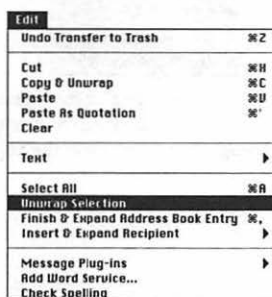 Edit
Undo Transfer to Trash ⌘Z
Cut ⌘X
Copy & Unwrap ⌘C
Paste ⌘V
Paste As Quotation ⌘'
Clear
Text ▶
Select All ⌘A
Unwrap Selection
Finish & Expand Address Book Entry ⌘,
Insert & Expand Recipient ▶
Message Plug-ins ▶
Add Word Service...
Check Spelling